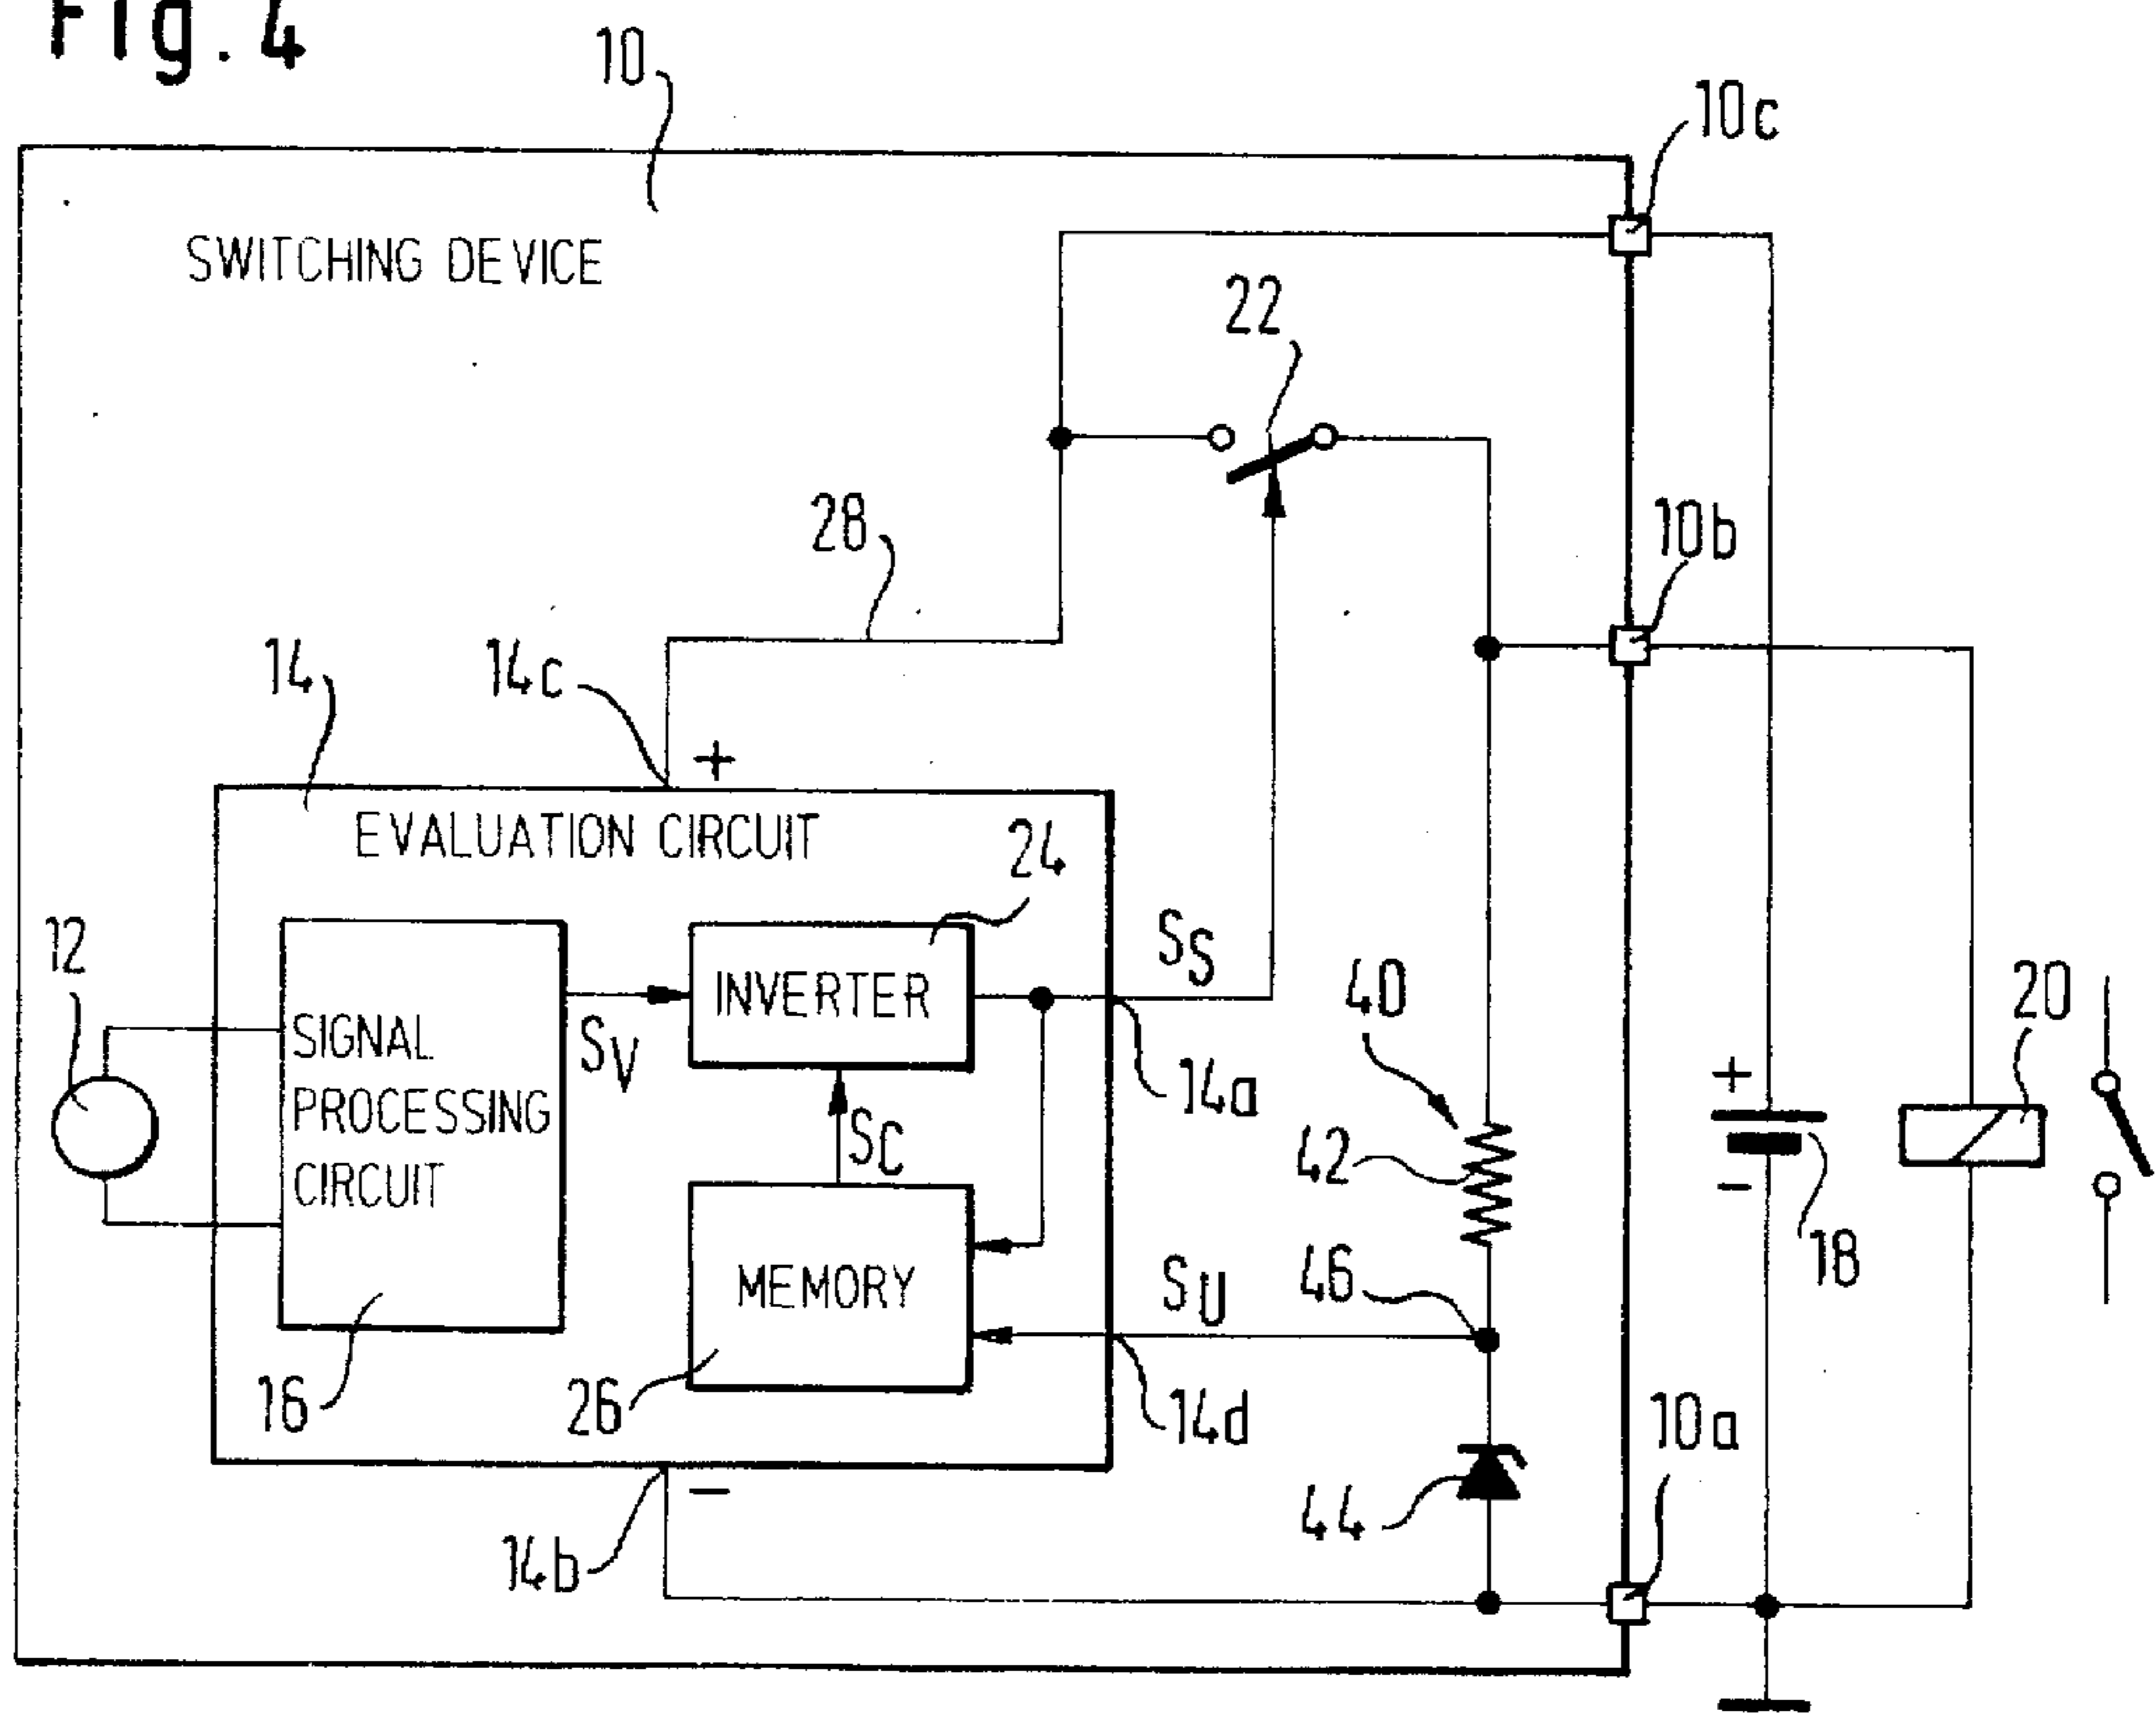 Fig. 4
10
10c
SWITCHING DEVICE
22
28
10b
14
14c
+
EVALUATION CIRCUIT
24
12
SIGNAL
PROCESSING
CIRCUIT
SV
INVERTER
SS
40
20
14a
+
SC
42
-
18
MEMORY
SU
46
16
26
14d
10a
-
44
14b